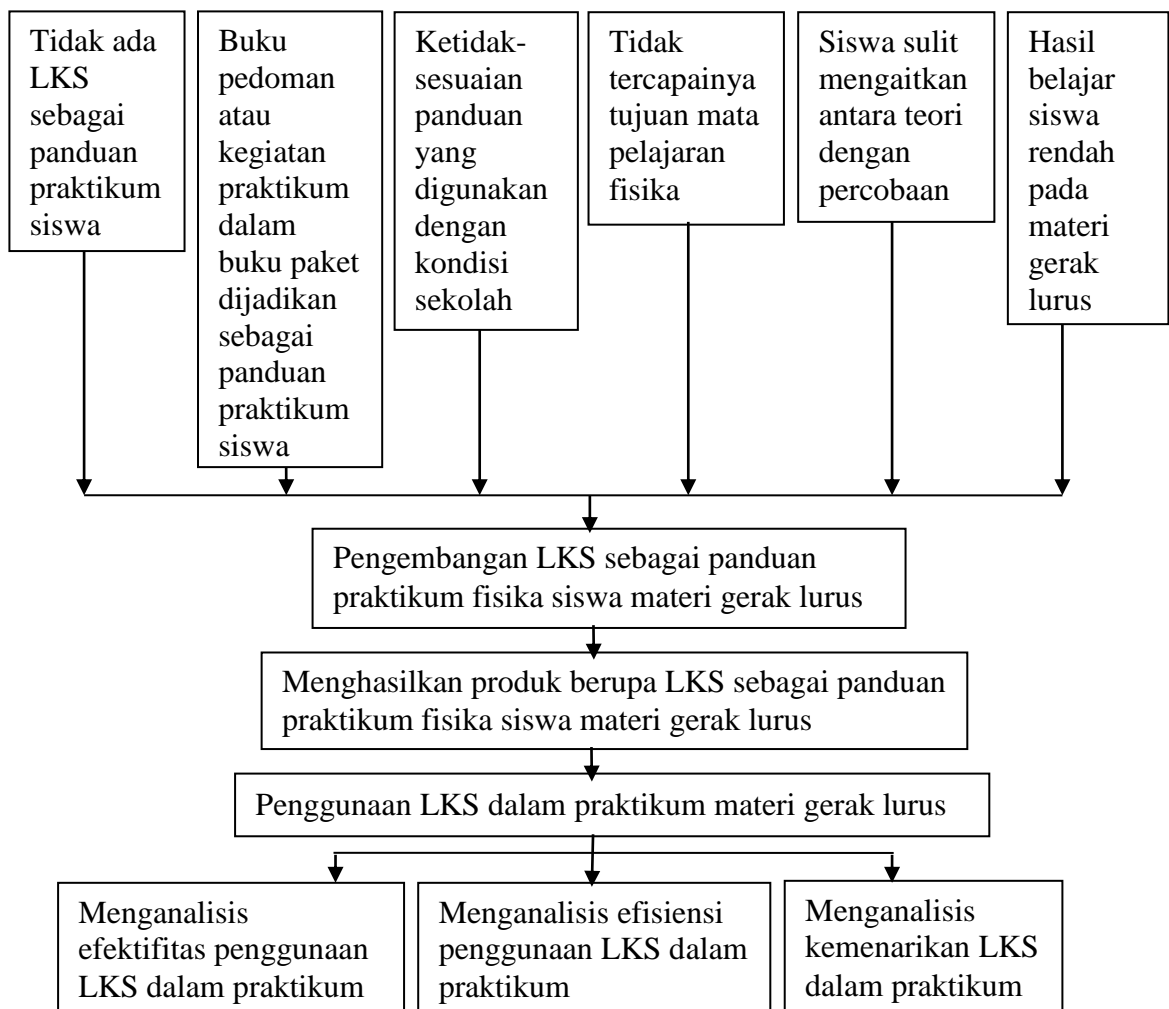 Tidak ada
LKS
sebagai
panduan
praktikum
siswa
Buku
pedoman
atau
kegiatan
praktikum
dalam
buku paket
dijadikan
sebagai
panduan
praktikum
siswa
Ketidak-
sesuaian
panduan
yang
digunakan
dengan
kondisi
sekolah
Tidak
tercapainya
tujuan mata
pelajaran
fisika
Siswa sulit
mengaitkan
antara teori
dengan
percobaan
Hasil
belajar
siswa
rendah
pada
materi
gerak
lurus
Pengembangan LKS sebagai panduan
praktikum fisika siswa materi gerak lurus
Menghasilkan produk berupa LKS sebagai panduan
praktikum fisika siswa materi gerak lurus
Penggunaan LKS dalam praktikum materi gerak lurus
Menganalisis
efektifitas penggunaan
LKS dalam praktikum
Menganalisis efisiensi
penggunaan LKS dalam
praktikum
Menganalisis
kemenarikan LKS
dalam praktikum